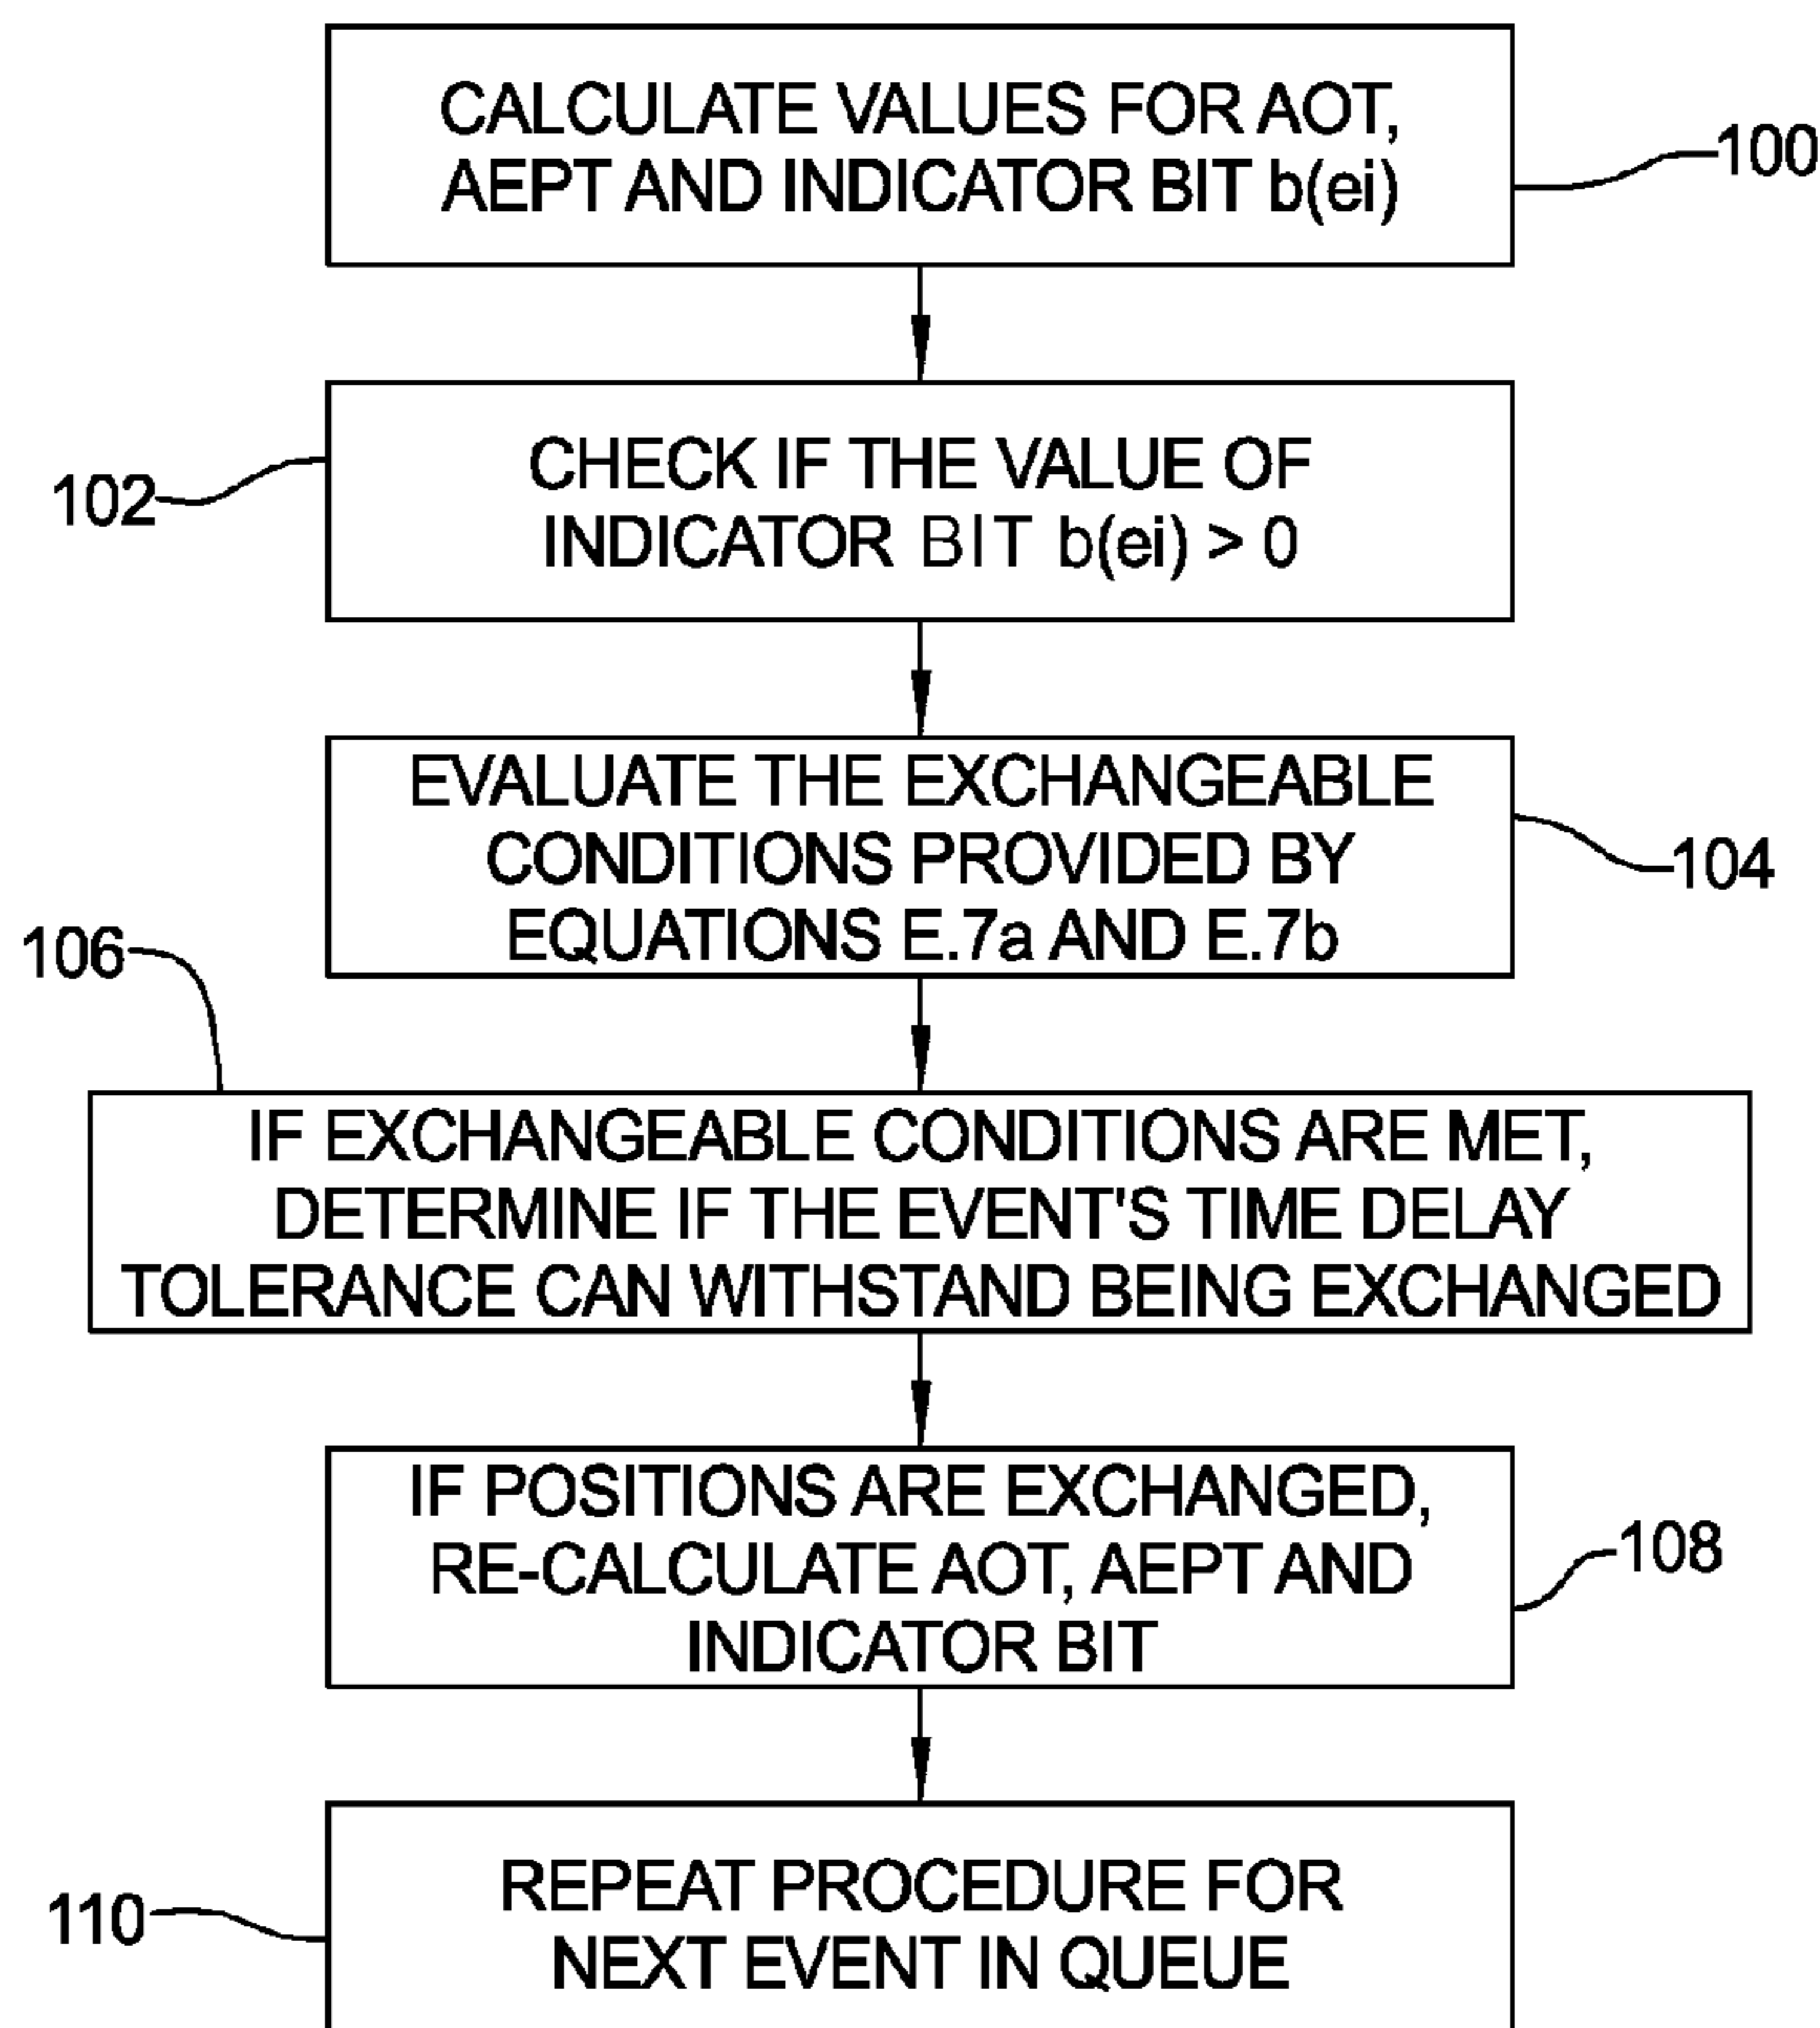 CALCULATE VALUES FOR AOT,
AEPT AND INDICATOR BIT b(ei)
100
CHECK IF THE VALUE OF
INDICATOR BIT b(ei) > 0
102
EVALUATE THE EXCHANGEABLE
CONDITIONS PROVIDED BY
EQUATIONS E.7a AND E.7b
104
106
IF EXCHANGEABLE CONDITIONS ARE MET,
DETERMINE IF THE EVENT'S TIME DELAY
TOLERANCE CAN WITHSTAND BEING EXCHANGED
IF POSITIONS ARE EXCHANGED,
RE-CALCULATE AOT, AEPT AND
INDICATOR BIT
108
REPEAT PROCEDURE FOR
NEXT EVENT IN QUEUE
110